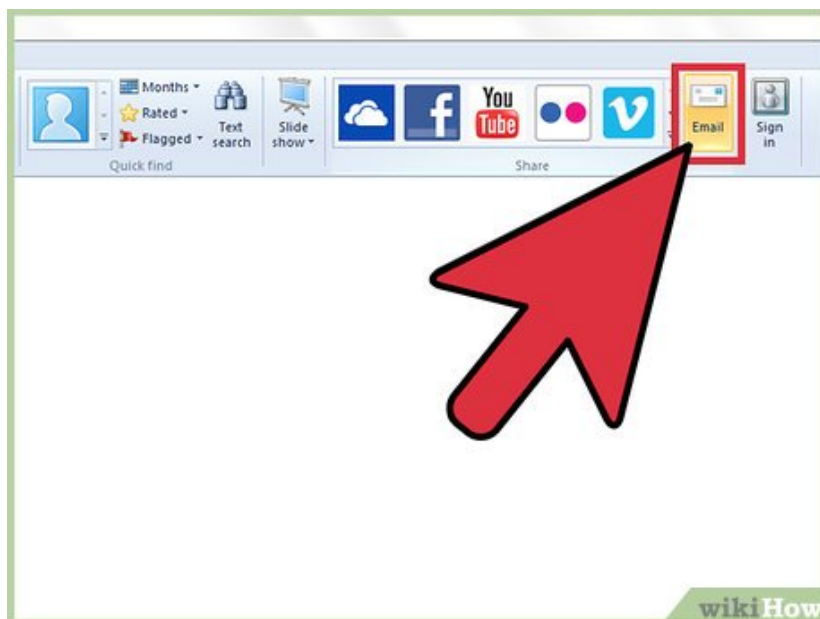 Months
Rated
Flagged
Text
search
Quick find
Slide
show
You
Tube
Share
Email
Sign
in
wikiHow